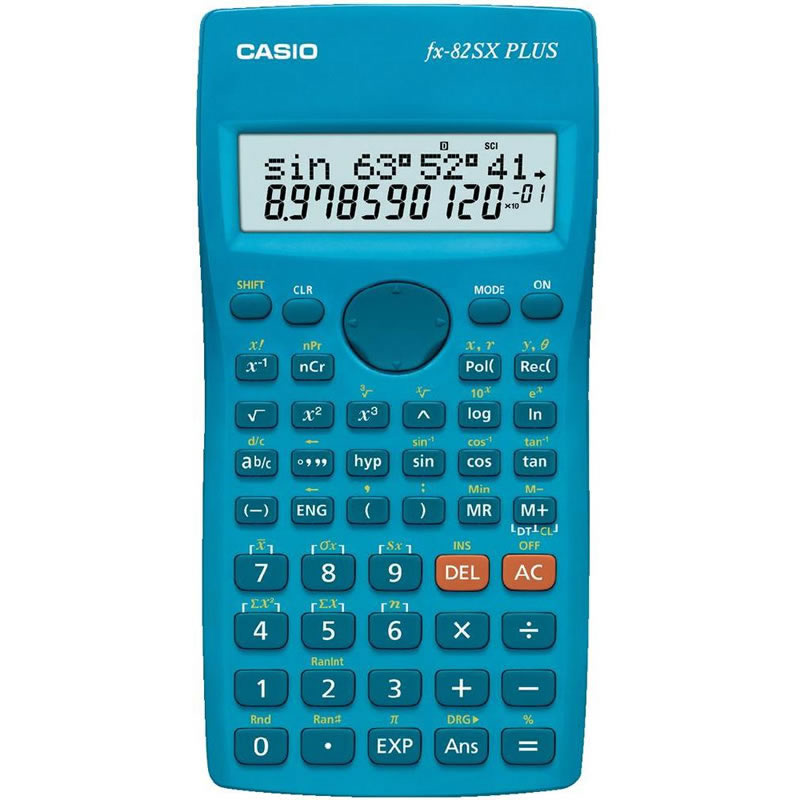 CASIO fx-82SX PLUS
D SCI
sin 63°52°41→
8.978590120×10-01
SHIFT CLR MODE ON
x! nPr x, r y, θ
x⁻¹ nCr Pol( Rec(
³√ ˣ√ 10ˣ eˣ
√ x² x³ ^ log ln
d/c ← sin⁻¹ cos⁻¹ tan⁻¹
ab/c °,,, hyp sin cos tan
← , ; Min M−
(−) ENG ( ) MR M+
DT CL
x̄ σx sx INS OFF
7 8 9 DEL AC
Σx² Σx n
4 5 6 × ÷
RanInt
1 2 3 + −
Rnd Ran# π DRG▶ %
0 . EXP Ans =